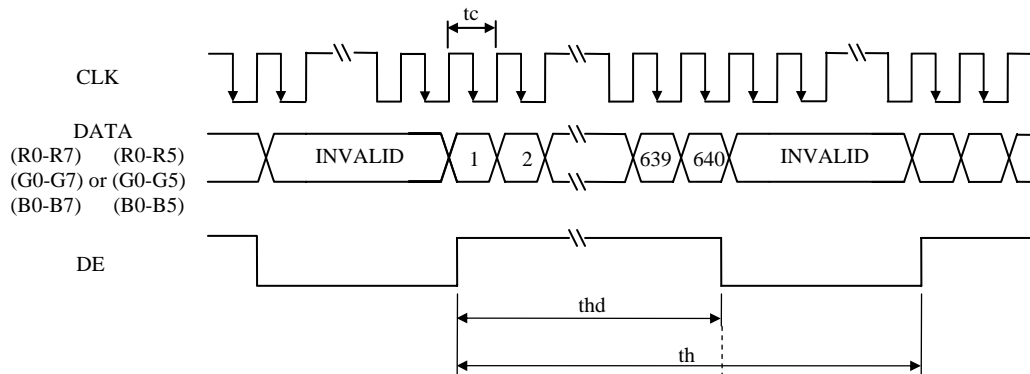 tc
CLK
DATA
(R0-R7) (R0-R5)
(G0-G7) or (G0-G5)
(B0-B7) (B0-B5)
INVALID 1 2 639 640 INVALID
DE
thd
th